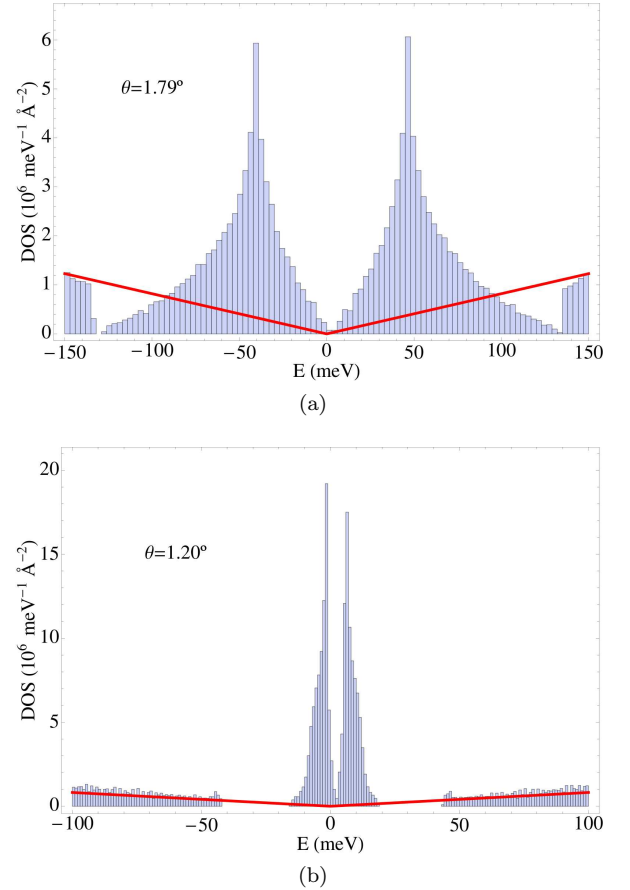 6
5
4
3
2
1
0
DOS (10⁶ meV⁻¹ Å⁻²)
θ=1.79º
−150 −100 −50 0 50 100 150
E (meV)
(a)
20
15
10
5
0
DOS (10⁶ meV⁻¹ Å⁻²)
θ=1.20º
−100 −50 0 50 100
E (meV)
(b)